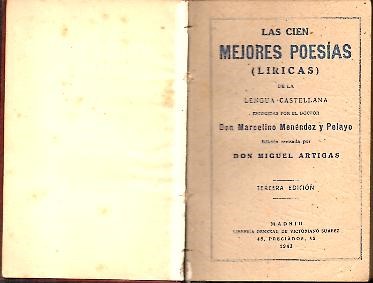 LAS CIEN
MEJORES POESÍAS
(LIRICAS)
DE LA
LENGUA CASTELLANA
ESCOGIDAS POR EL DOCTOR
Don Marcelino Menéndez y Pelayo
Edición revisada por
DON MIGUEL ARTIGAS
TERCERA EDICIÓN
MADRID
LIBRERÍA GENERAL DE VICTORIANO SUÁREZ
48, PRECIADOS, 48